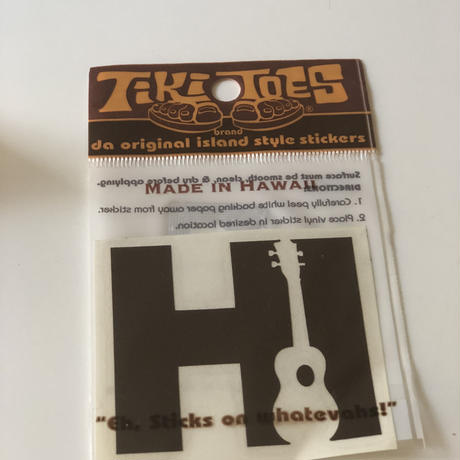 TIKI TOES
®
brand
da original island style stickers
Surface must be smooth, clean, & dry before applying.
MADE IN HAWAII
DIRECTIONS:
1. Carefully peel white backing paper away from sticker.
2. Place vinyl sticker in desired location.
HI
"Eh, Sticks on whatevahs!"